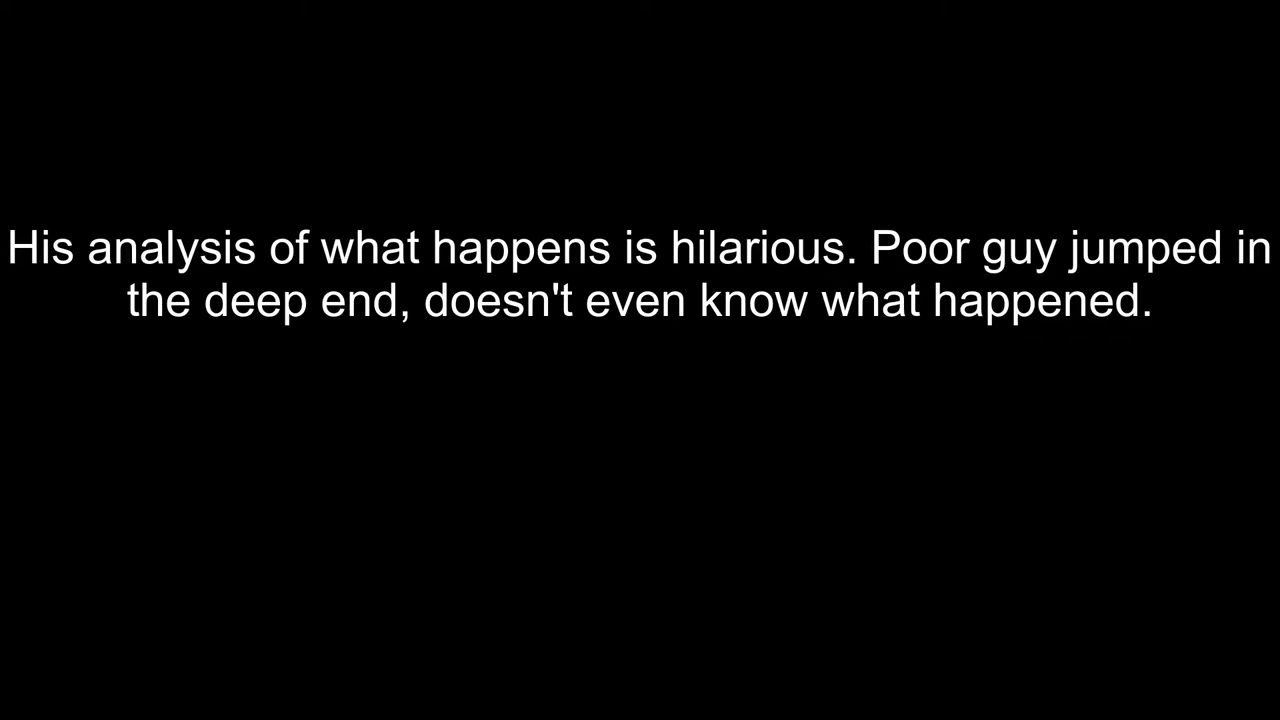 His analysis of what happens is hilarious. Poor guy jumped in
the deep end, doesn't even know what happened.